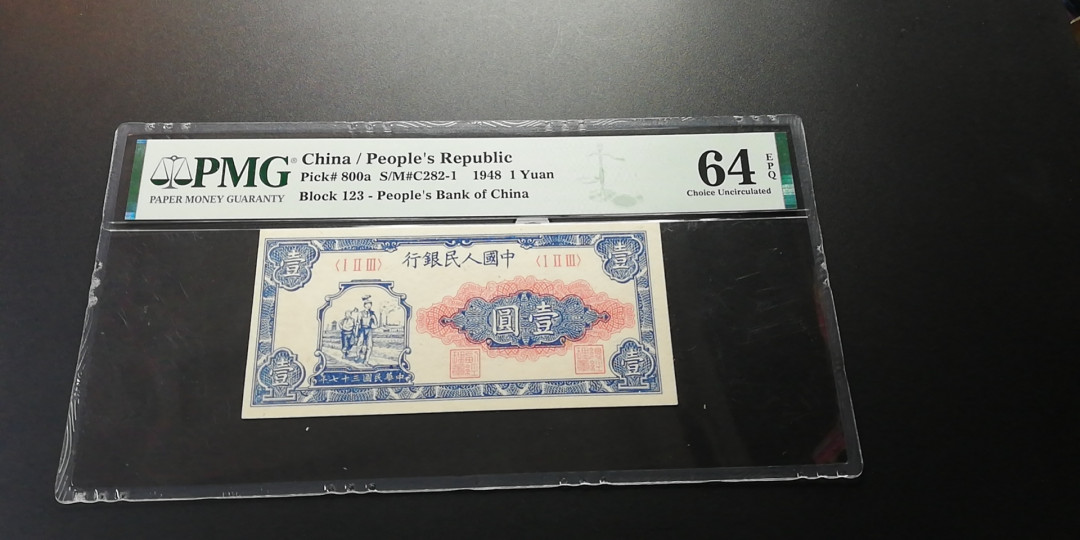 PMG®
PAPER MONEY GUARANTY
China / People's Republic
Pick# 800a S/M#C282-1 1948 1 Yuan
Block 123 - People's Bank of China
64 EPQ
Choice Uncirculated
壹
〈I II III〉
行銀民人國中
〈I II III〉
壹
圓壹
壹
年七十三國民華中
壹